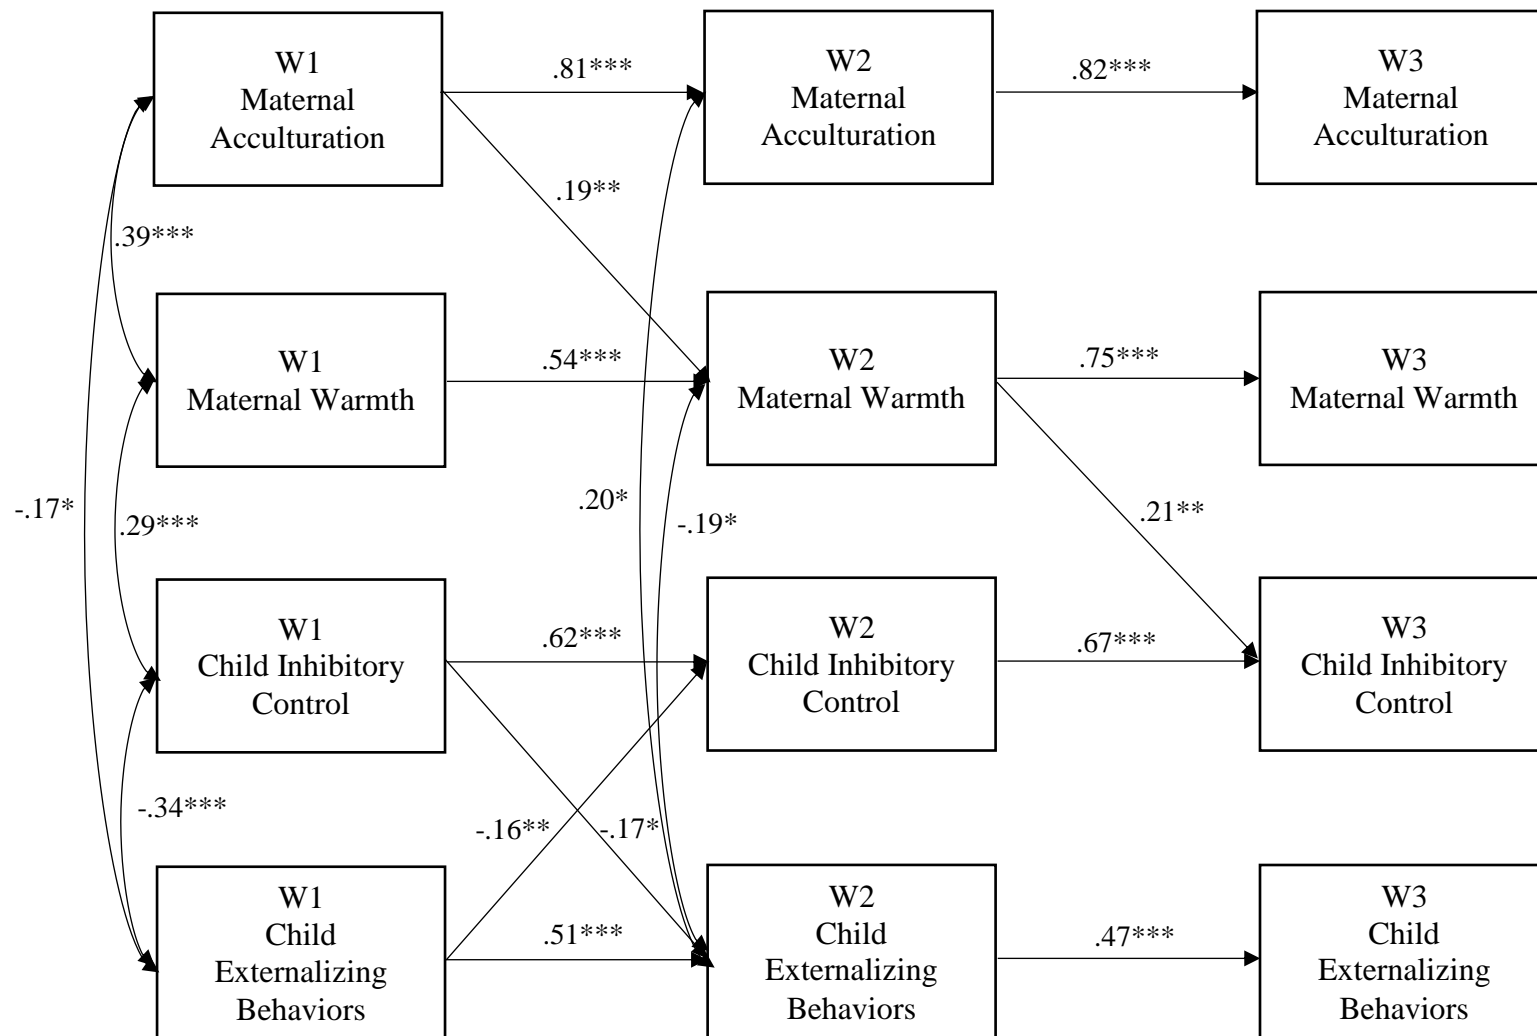 W1
Maternal
Acculturation
.81***
W2
Maternal
Acculturation
.82***
W3
Maternal
Acculturation
.19**
.39***
W1
Maternal Warmth
.54***
W2
Maternal Warmth
.75***
W3
Maternal Warmth
-.17*
.29***
.20*
-.19*
.21**
W1
Child Inhibitory
Control
.62***
W2
Child Inhibitory
Control
.67***
W3
Child Inhibitory
Control
-.34***
-.16**
-.17*
W1
Child
Externalizing
Behaviors
.51***
W2
Child
Externalizing
Behaviors
.47***
W3
Child
Externalizing
Behaviors